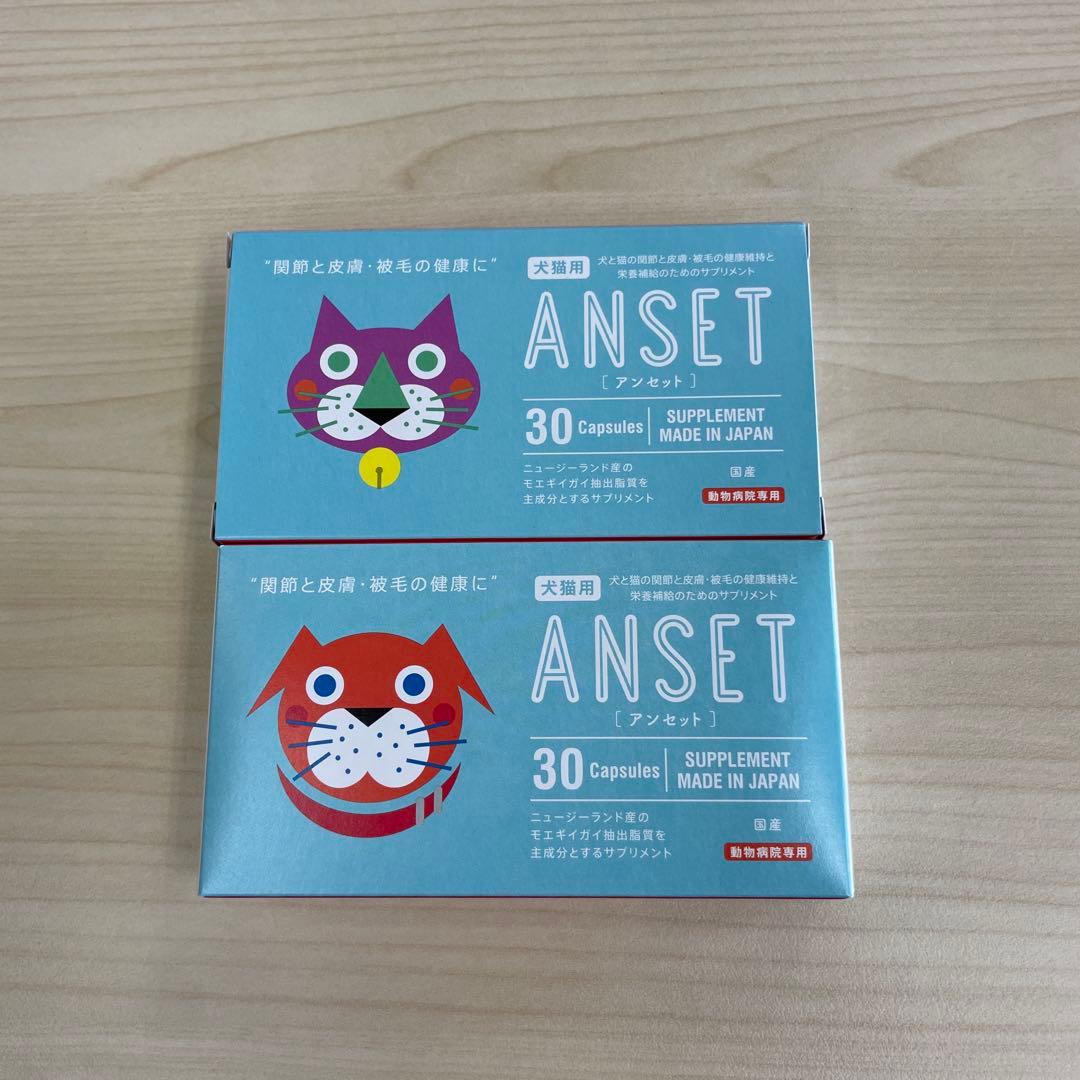 "関節と皮膚・被毛の健康に"
犬猫用
犬と猫の関節と皮膚・被毛の健康維持と
栄養補給のためのサプリメント
ANSET
[アンセット]
30 Capsules
SUPPLEMENT
MADE IN JAPAN
ニュージーランド産の
モエギイガイ抽出脂質を
主成分とするサプリメント
国産
動物病院専用
"関節と皮膚・被毛の健康に"
犬猫用
犬と猫の関節と皮膚・被毛の健康維持と
栄養補給のためのサプリメント
ANSET
[アンセット]
30 Capsules
SUPPLEMENT
MADE IN JAPAN
ニュージーランド産の
モエギイガイ抽出脂質を
主成分とするサプリメント
国産
動物病院専用